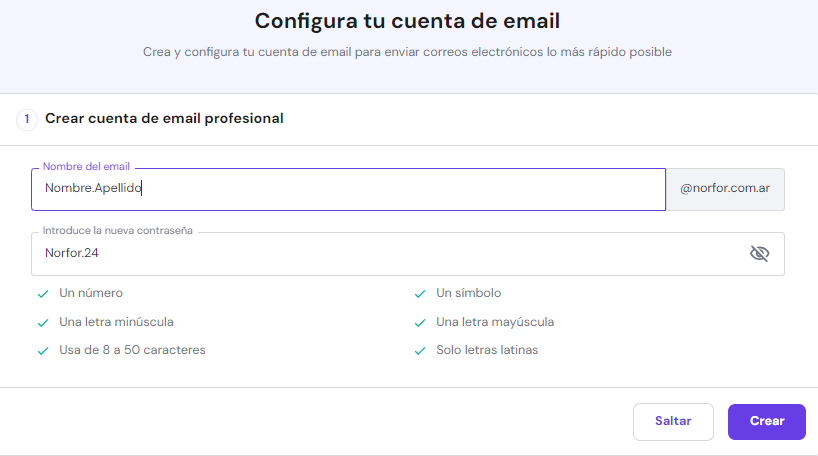 Configura tu cuenta de email
Crea y configura tu cuenta de email para enviar correos electrónicos lo más rápido posible
1 Crear cuenta de email profesional
Nombre del email
Nombre.Apellido @norfor.com.ar
Introduce la nueva contraseña
Norfor.24
Un número Un símbolo
Una letra minúscula Una letra mayúscula
Usa de 8 a 50 caracteres Solo letras latinas
Saltar Crear